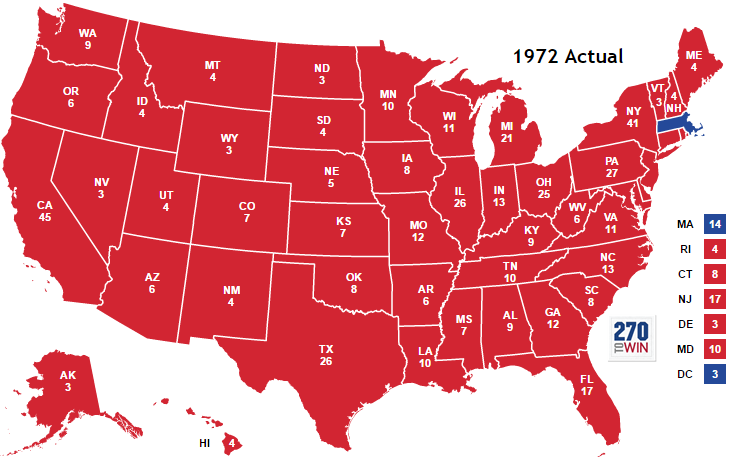 1972 Actual
WA
9
OR
6
CA
45
NV
3
ID
4
MT
4
WY
3
UT
4
AZ
6
CO
7
NM
4
ND
3
SD
4
NE
5
KS
7
OK
8
TX
26
MN
10
IA
8
MO
12
AR
6
LA
10
WI
11
IL
26
MI
21
IN
13
OH
25
KY
9
TN
10
MS
7
AL
9
GA
12
FL
17
SC
8
NC
13
VA
11
WV
6
PA
27
NY
41
VT
3
4
NH
ME
4
AK
3
HI 4
MA 14
RI 4
CT 8
NJ 17
DE 3
MD 10
DC 3
270
TO
WIN